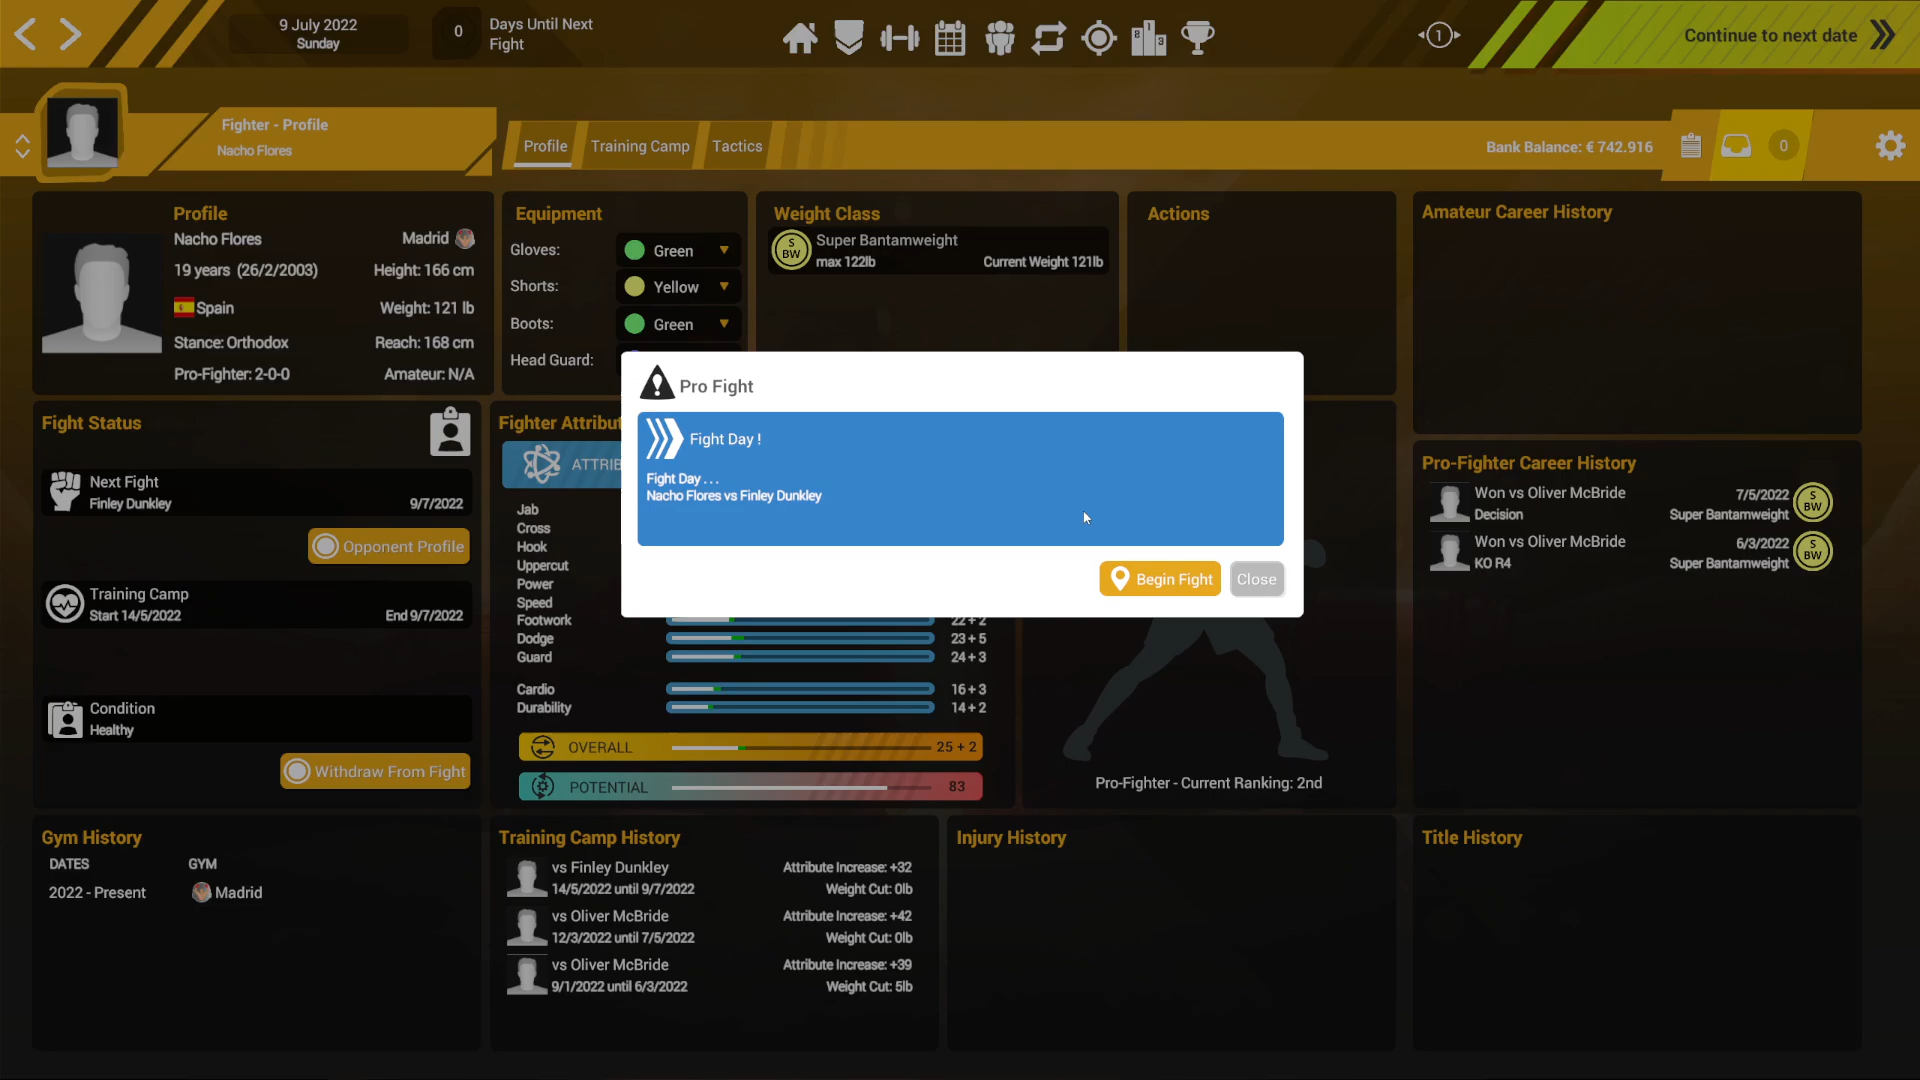 9 July 2022
Sunday
0
Days Until Next
Fight
2
1
3
1
Continue to next date
Fighter - Profile
Nacho Flores
Profile
Training Camp
Tactics
Bank Balance: € 742.916
0
Profile
Nacho Flores
Madrid
19 years (26/2/2003)
Height: 166 cm
Spain
Weight: 121 lb
Stance: Orthodox
Reach: 168 cm
Pro-Fighter: 2-0-0
Amateur: N/A
Equipment
Gloves:
Green
Shorts:
Yellow
Boots:
Green
Head Guard:
Weight Class
S
BW
Super Bantamweight
max 122lb
Current Weight 121lb
Actions
Amateur Career History
Fight Status
Next Fight
Finley Dunkley
9/7/2022
Opponent Profile
Training Camp
Start 14/5/2022
End 9/7/2022
Condition
Healthy
Withdraw From Fight
Fighter Attribut
ATTRIB
Jab
Cross
Hook
Uppercut
Power
Speed
Footwork
22 + 2
Dodge
23 + 5
Guard
24 + 3
Cardio
16 + 3
Durability
14 + 2
OVERALL
25 + 2
POTENTIAL
83
Pro Fight
Fight Day !
Fight Day . . .
Nacho Flores vs Finley Dunkley
Begin Fight
Close
Pro-Fighter - Current Ranking: 2nd
Pro-Fighter Career History
Won vs Oliver McBride
7/5/2022
Decision
Super Bantamweight
S
BW
Won vs Oliver McBride
6/3/2022
KO R4
Super Bantamweight
S
BW
Gym History
DATES
GYM
2022 - Present
Madrid
Training Camp History
vs Finley Dunkley
Attribute Increase: +32
14/5/2022 until 9/7/2022
Weight Cut: 0lb
vs Oliver McBride
Attribute Increase: +42
12/3/2022 until 7/5/2022
Weight Cut: 0lb
vs Oliver McBride
Attribute Increase: +39
9/1/2022 until 6/3/2022
Weight Cut: 5lb
Injury History
Title History